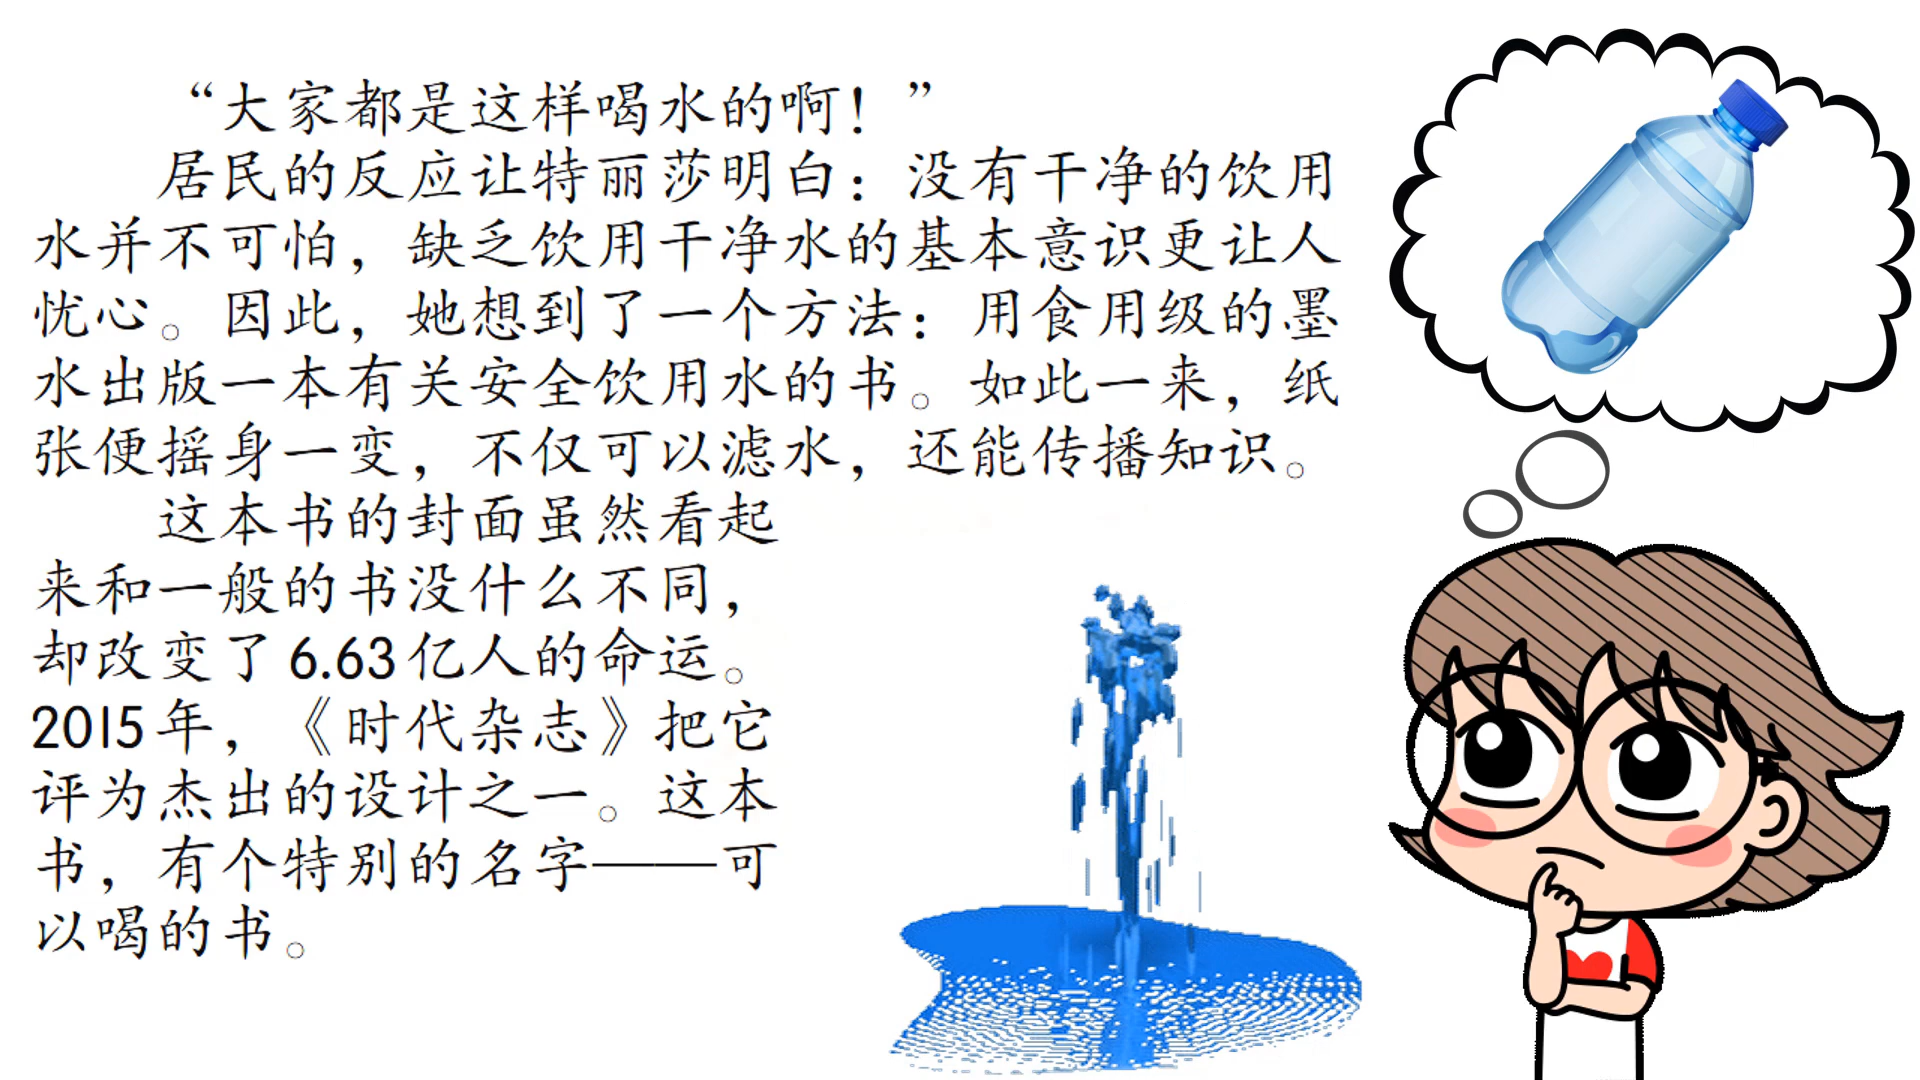 “大家都是这样喝水的啊！”
居民的反应让特丽莎明白：没有干净的饮用
水并不可怕，缺乏饮用干净水的基本意识更让人
忧心。因此，她想到了一个方法：用食用级的墨
水出版一本有关安全饮用水的书。如此一来，纸
张便摇身一变，不仅可以滤水，还能传播知识。
这本书的封面虽然看起
来和一般的书没什么不同，
却改变了6.63亿人的命运。
2015年，《时代杂志》把它
评为杰出的设计之一。这本
书，有个特别的名字——可
以喝的书。